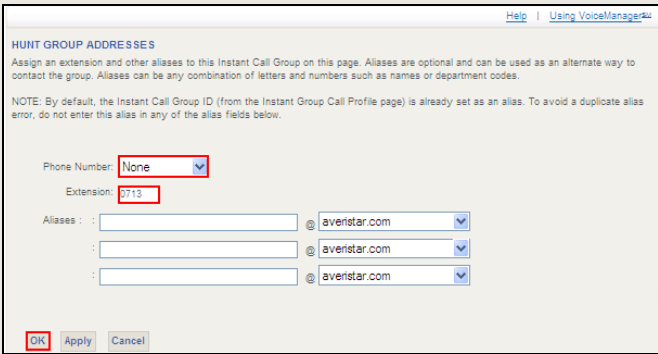 Help | Using VoiceManager℠
HUNT GROUP ADDRESSES
Assign an extension and other aliases to this Instant Call Group on this page. Aliases are optional and can be used as an alternate way to
contact the group. Aliases can be any combination of letters and numbers such as names or department codes.
NOTE: By default, the Instant Call Group ID (from the Instant Group Call Profile page) is already set as an alias. To avoid a duplicate alias
error, do not enter this alias in any of the alias fields below.
Phone Number: None
Extension: 0713
Aliases : : @ averistar.com
: @ averistar.com
: @ averistar.com
OK Apply Cancel